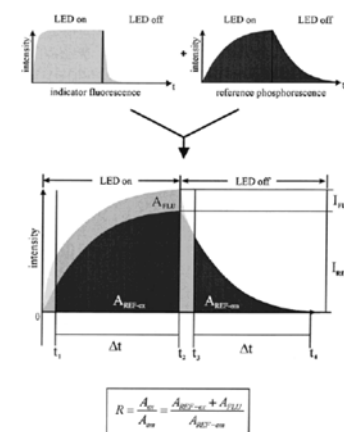 LED on LED off LED on LED off
intensity
t
indicator fluorescence
+
intensity
t
reference phosphorescence
LED on LED off
intensity
A_FLU
I_FL
I_RE
A_REF-ex
A_REF-em
0
t₁ Δt t₂ t₃ Δt t₄
R = A_ex / A_em = (A_REF-ex + A_FLU) / A_REF-em